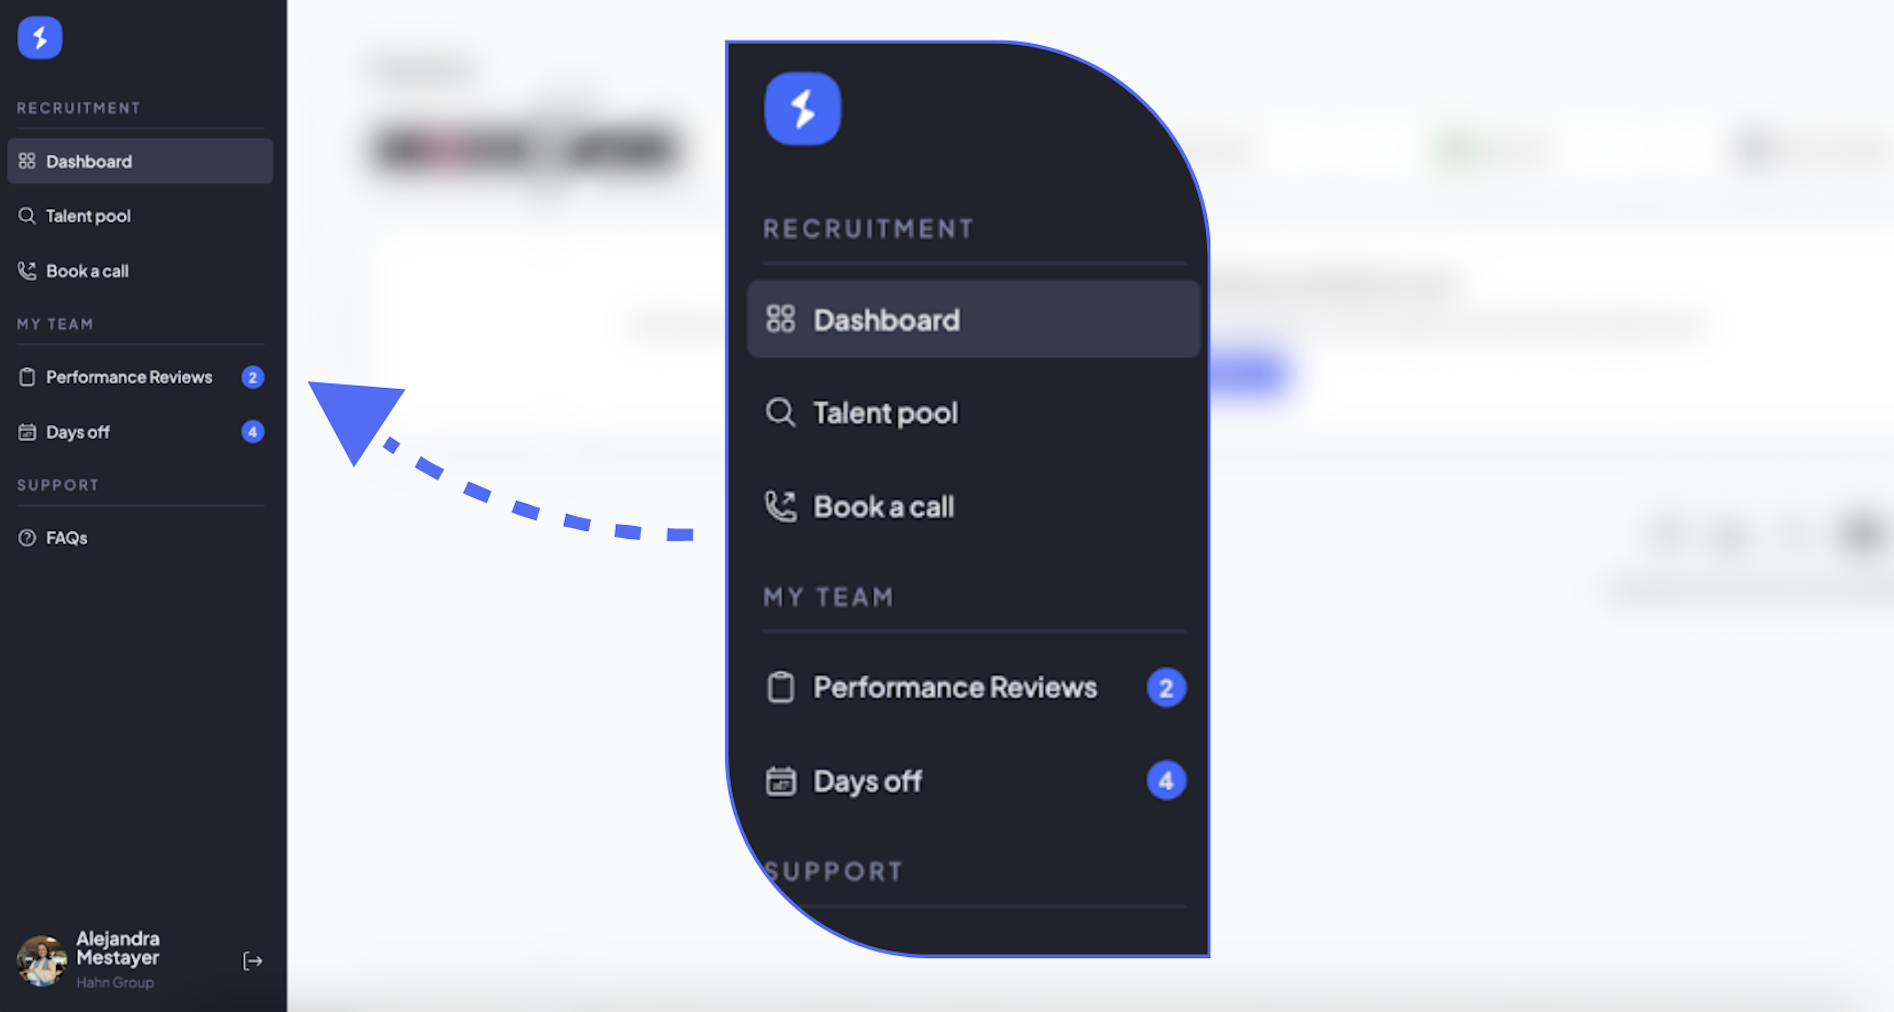 RECRUITMENT
Dashboard
Talent pool
Book a call
MY TEAM
Performance Reviews 2
Days off 4
SUPPORT
FAQs
Alejandra
Mestayer
Hahn Group
RECRUITMENT
Dashboard
Talent pool
Book a call
MY TEAM
Performance Reviews 2
Days off 4
SUPPORT